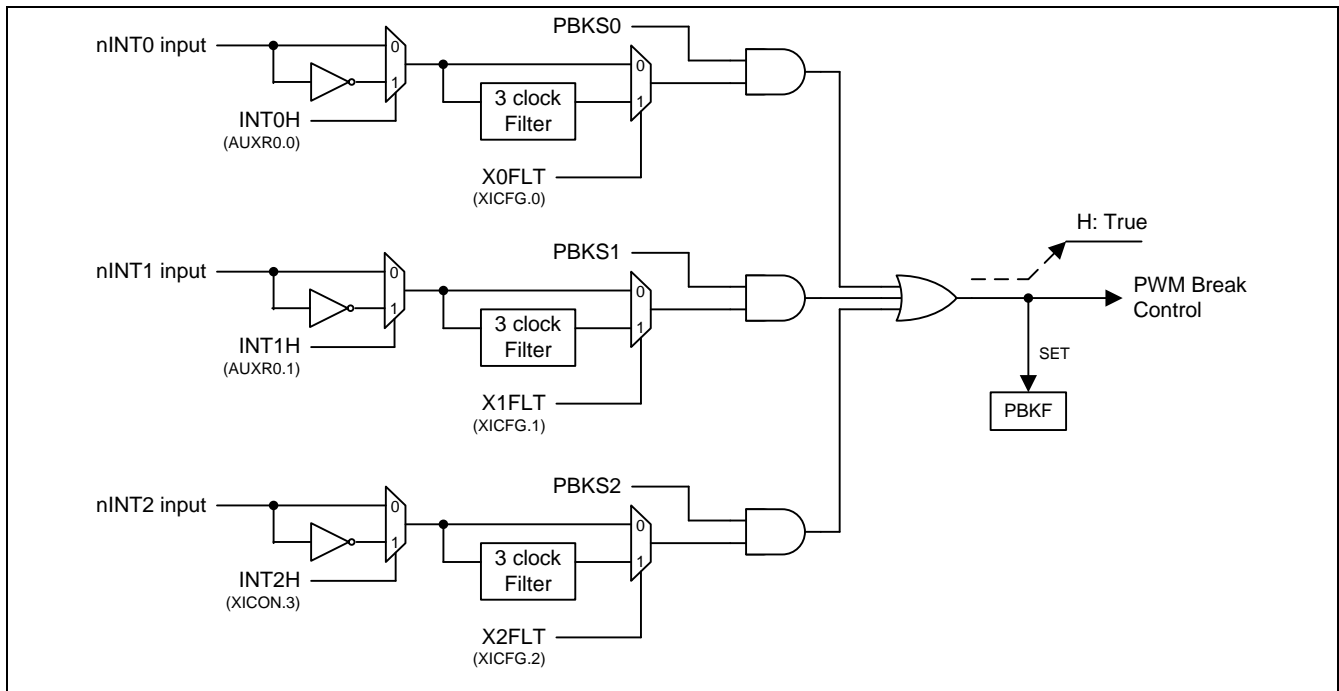 nINT0 input
0
1
INT0H
(AUXR0.0)
3 clock
Filter
0
1
X0FLT
(XICFG.0)
PBKS0
nINT1 input
0
1
INT1H
(AUXR0.1)
3 clock
Filter
0
1
X1FLT
(XICFG.1)
PBKS1
nINT2 input
0
1
INT2H
(XICON.3)
3 clock
Filter
0
1
X2FLT
(XICFG.2)
PBKS2
H: True
PWM Break
Control
SET
PBKF